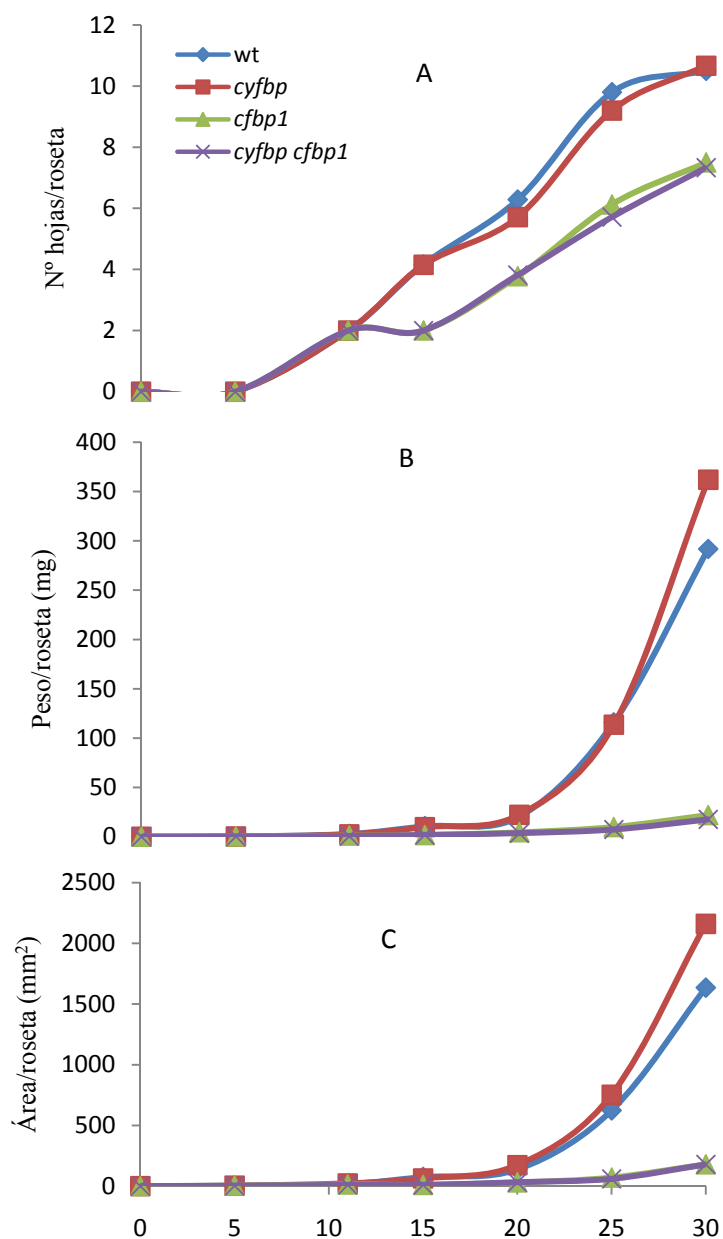 Nº hojas/roseta
12
10
8
6
4
2
0
wt
cyfbp
cfbp1
cyfbp cfbp1
A
Peso/roseta (mg)
400
350
300
250
200
150
100
50
0
B
Área/roseta (mm²)
2500
2000
1500
1000
500
0
C
0 5 10 15 20 25 30